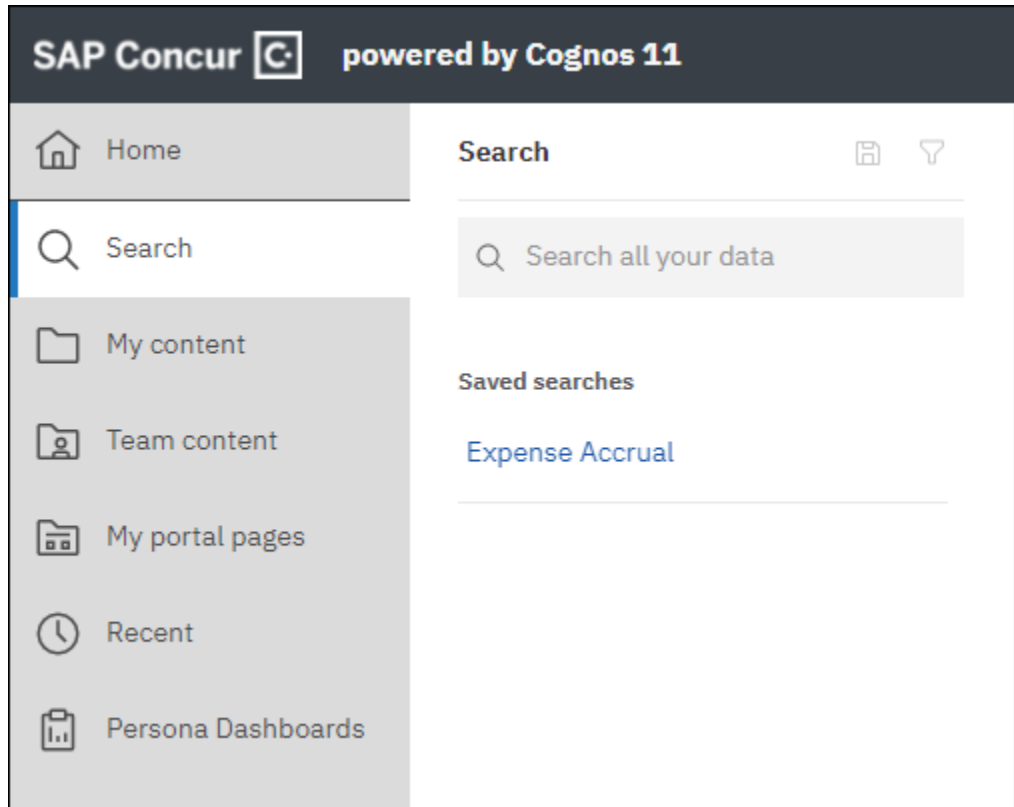 SAP Concur C powered by Cognos 11
Home
Search
My content
Team content
My portal pages
Recent
Persona Dashboards
Search
Search all your data
Saved searches
Expense Accrual